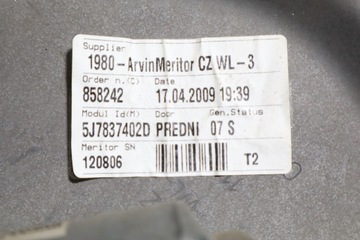 Supplier
1980-ArvinMeritor CZ WL-3
Order n.(C) Date
858242 17.04.2009 19:39
Modul Id(M) Dobr Gen.Status
5J7837402D PREDNI 07 S
Meritor SN
120806 T2